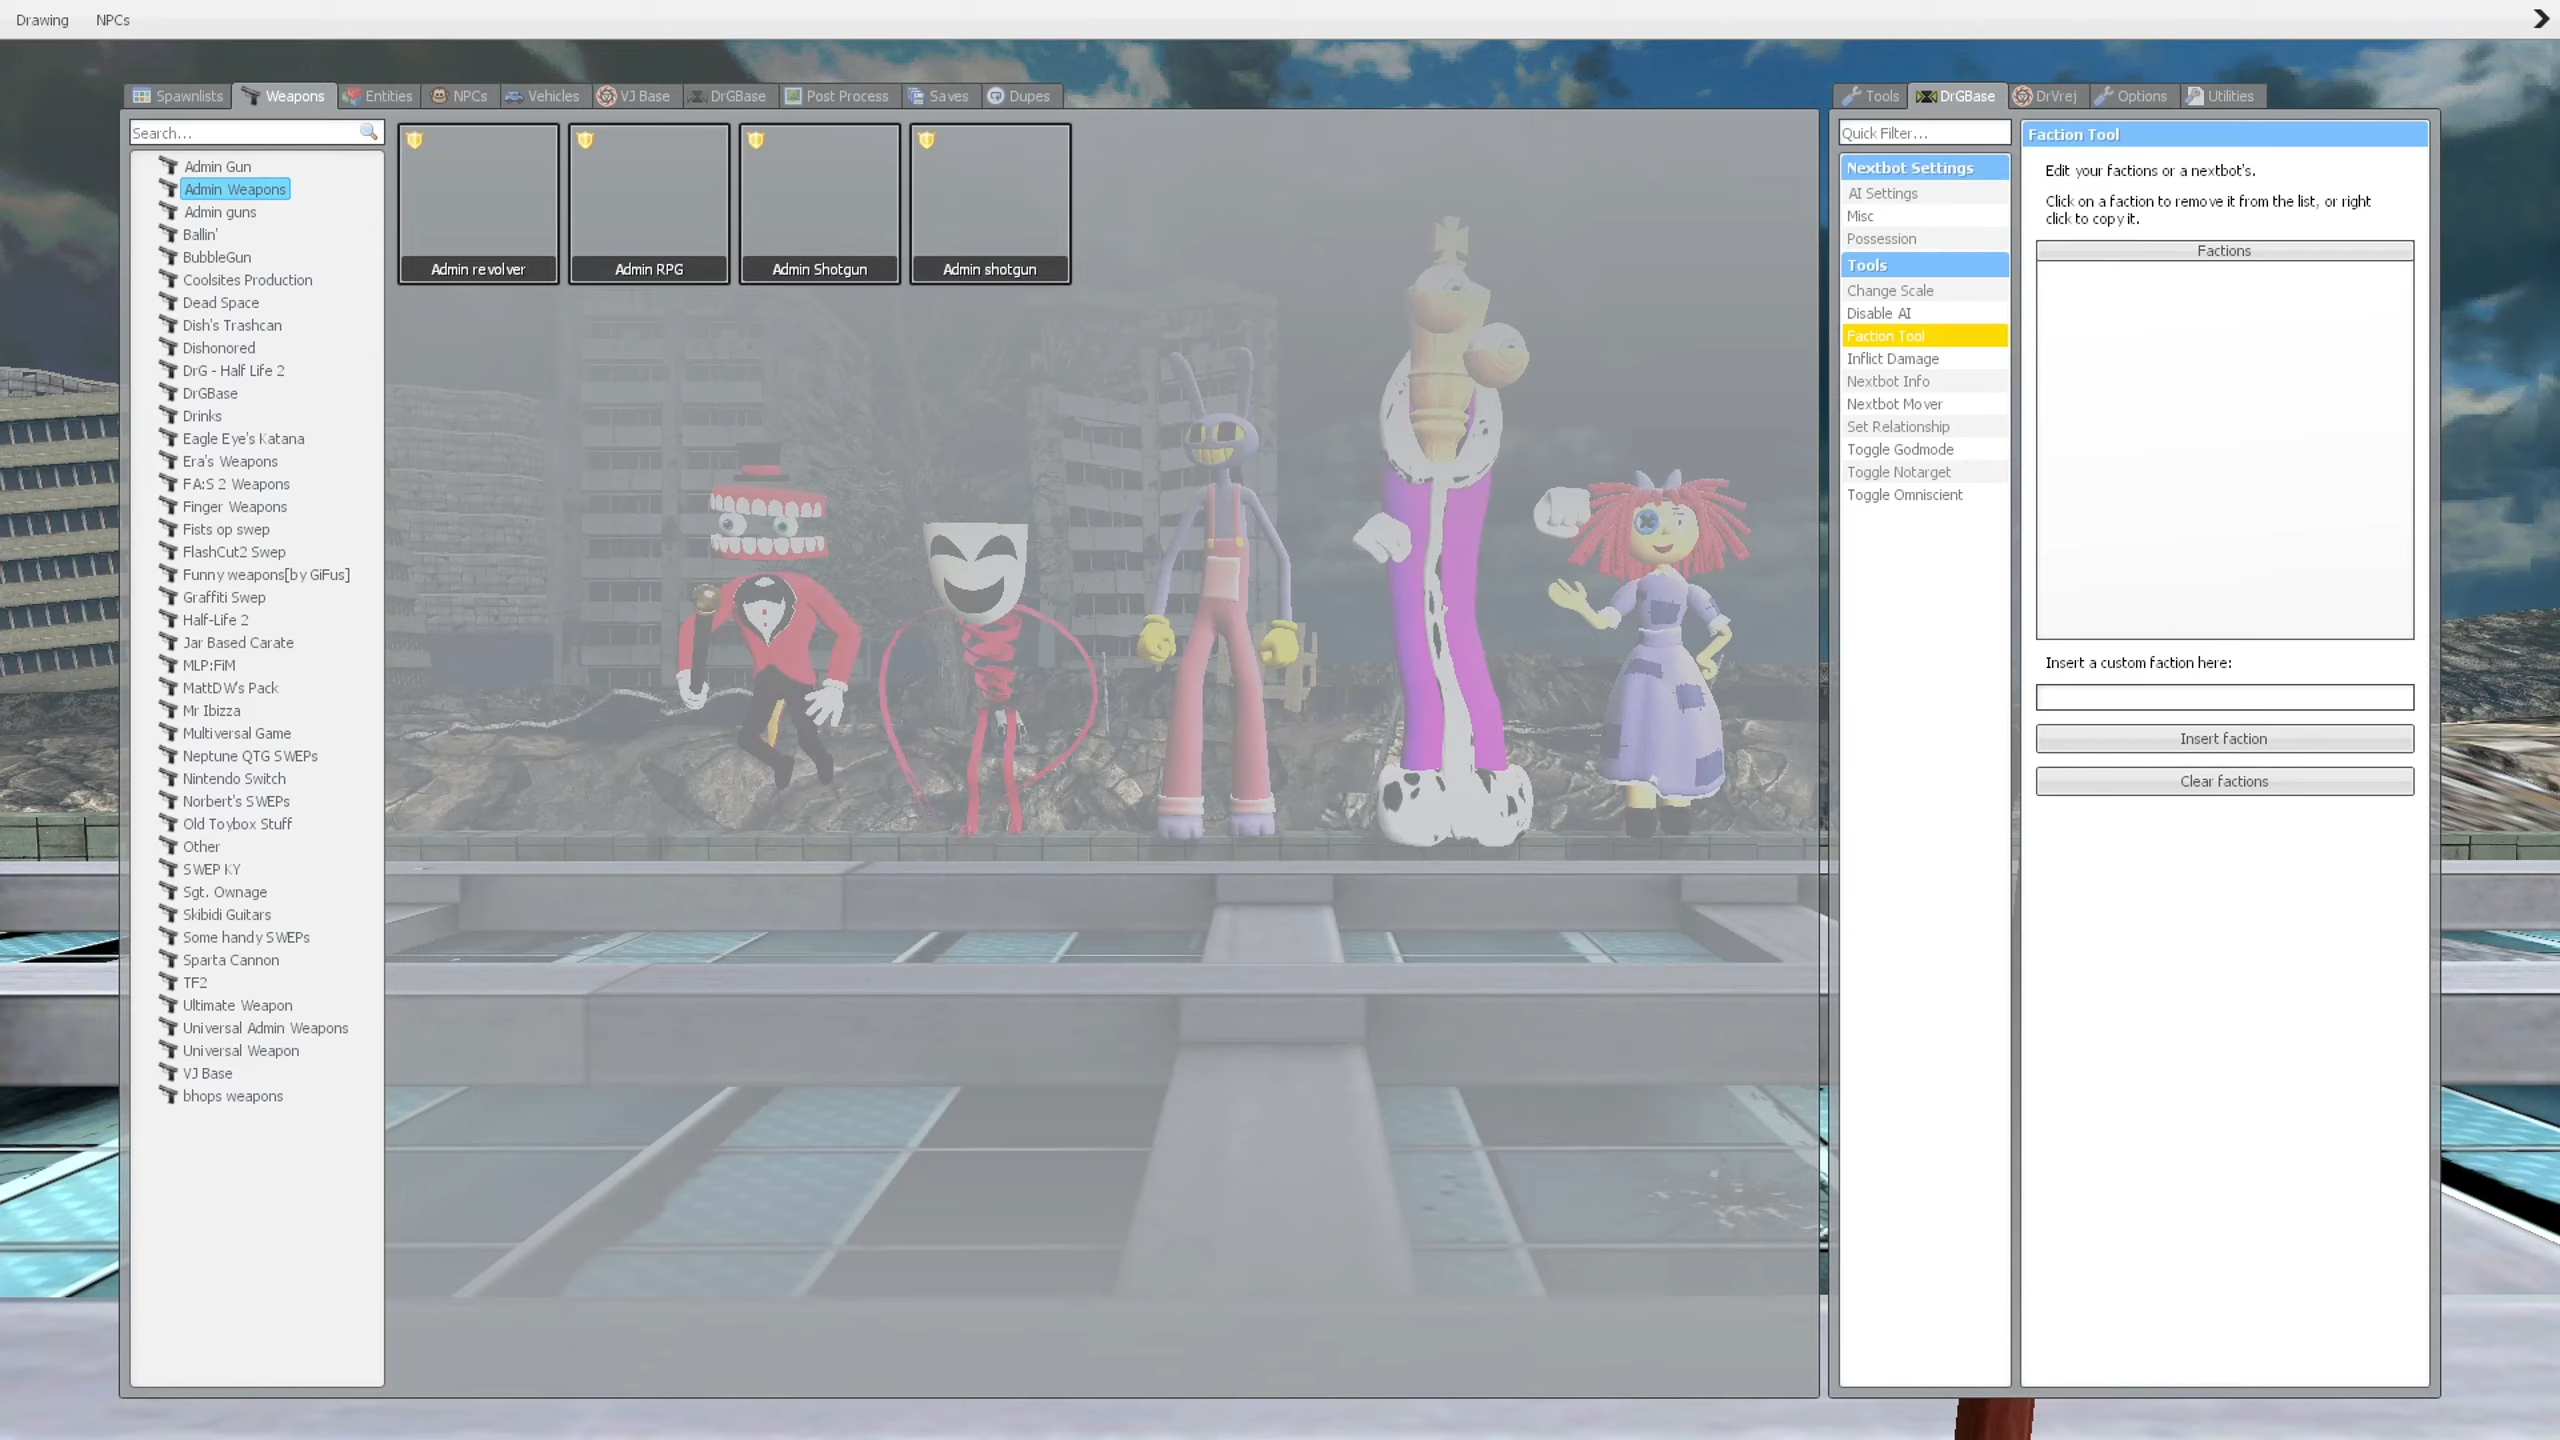 Drawing NPCs
Spawnlists Weapons Entities NPCs Vehicles VJ Base DrGBase Post Process Saves Dupes
Search...
Admin Gun
Admin Weapons
Admin guns
Ballin'
BubbleGun
Coolsites Production
Dead Space
Dish's Trashcan
Dishonored
DrG - Half Life 2
DrGBase
Drinks
Eagle Eye's Katana
Era's Weapons
FA:S 2 Weapons
Finger Weapons
Fists op swep
FlashCut2 Swep
Funny weapons[by GiFus]
Graffiti Swep
Half-Life 2
Jar Based Carate
MLP:FiM
MattDW's Pack
Mr Ibizza
Multiversal Game
Neptune QTG SWEPs
Nintendo Switch
Norbert's SWEPs
Old Toybox Stuff
Other
SWEP KY
Sgt. Ownage
Skibidi Guitars
Some handy SWEPs
Sparta Cannon
TF2
Ultimate Weapon
Universal Admin Weapons
Universal Weapon
VJ Base
bhops weapons
Admin revolver
Admin RPG
Admin Shotgun
Admin shotgun
Tools DrGBase DrVrej Options Utilities
Quick Filter...
Nextbot Settings
AI Settings
Misc
Possession
Tools
Change Scale
Disable AI
Faction Tool
Inflict Damage
Nextbot Info
Nextbot Mover
Set Relationship
Toggle Godmode
Toggle Notarget
Toggle Omniscient
Faction Tool
Edit your factions or a nextbot's.
Click on a faction to remove it from the list, or right
click to copy it.
Factions
Insert a custom faction here:
Insert faction
Clear factions